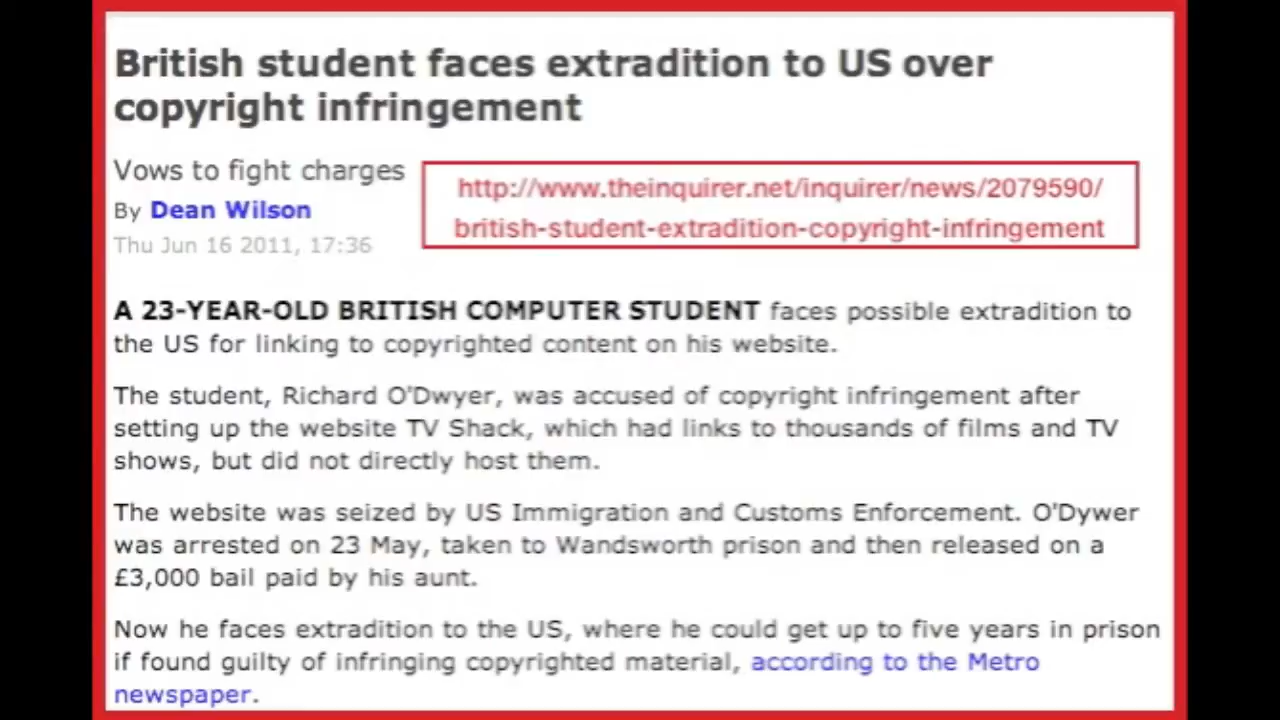 British student faces extradition to US over
copyright infringement
Vows to fight charges
By Dean Wilson
Thu Jun 16 2011, 17:36
http://www.theinquirer.net/inquirer/news/2079590/
british-student-extradition-copyright-infringement
A 23-YEAR-OLD BRITISH COMPUTER STUDENT faces possible extradition to
the US for linking to copyrighted content on his website.
The student, Richard O'Dwyer, was accused of copyright infringement after
setting up the website TV Shack, which had links to thousands of films and TV
shows, but did not directly host them.
The website was seized by US Immigration and Customs Enforcement. O'Dywer
was arrested on 23 May, taken to Wandsworth prison and then released on a
£3,000 bail paid by his aunt.
Now he faces extradition to the US, where he could get up to five years in prison
if found guilty of infringing copyrighted material, according to the Metro
newspaper.